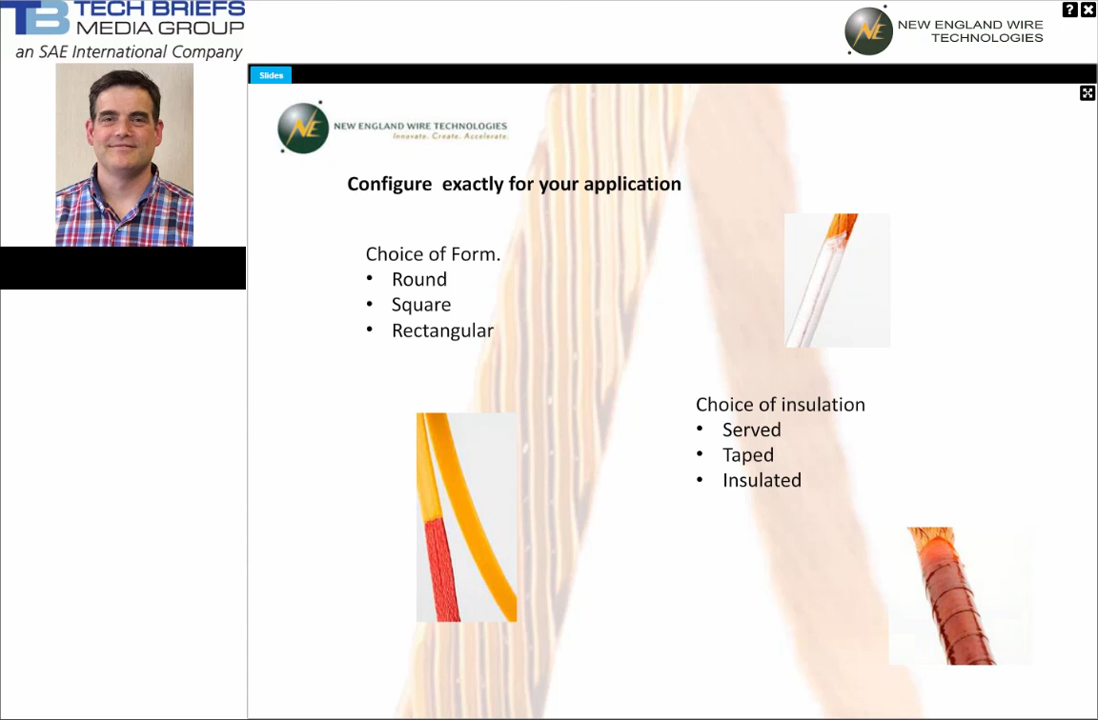 TECH BRIEFS
MEDIA GROUP
an SAE International Company
NEW ENGLAND WIRE
TECHNOLOGIES
? X
Slides
NE NEW ENGLAND WIRE TECHNOLOGIES
Innovate. Create. Accelerate.
Configure exactly for your application
Choice of Form.
• Round
• Square
• Rectangular
Choice of insulation
• Served
• Taped
• Insulated